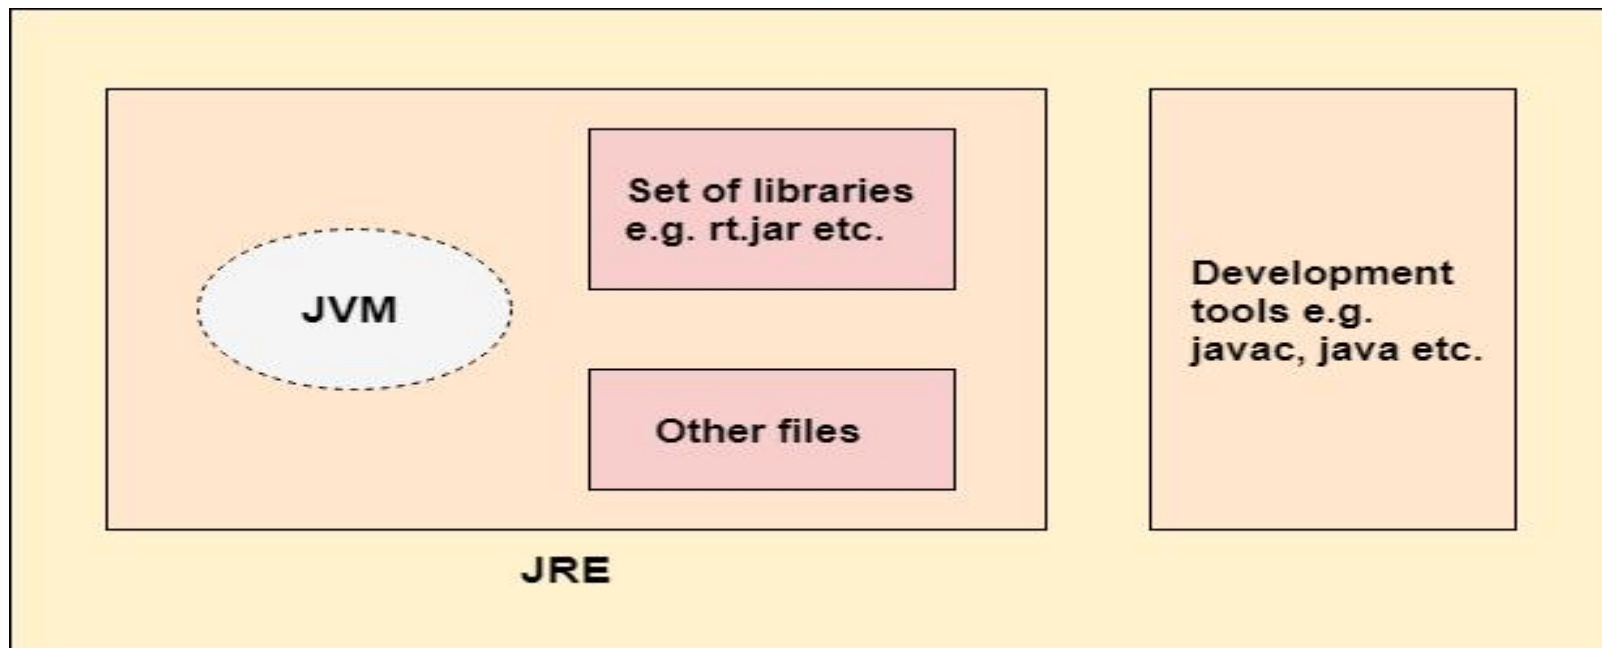 JVM
Set of libraries
e.g. rt.jar etc.
Other files
JRE
Development
tools e.g.
javac, java etc.